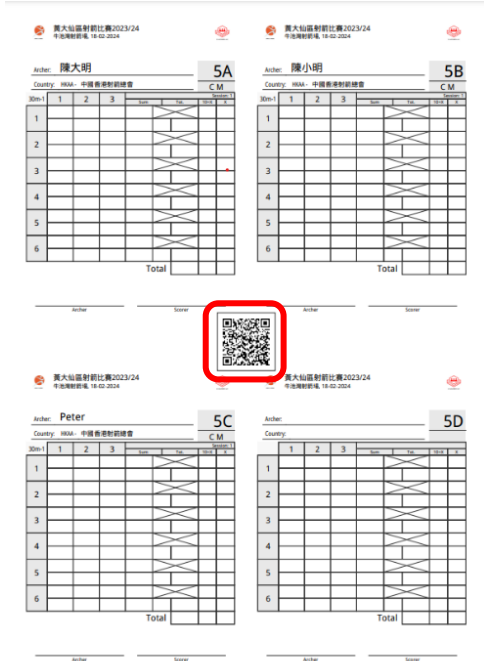 黃大仙區射箭比賽2023/24
牛池灣射箭場, 18-02-2024
Archer: 陳大明 5A
Country: HKAA- 中國香港射箭總會 C M
Session: 1
30m-1 1 2 3 Sum Tot. 10+X X
1
2
3
4
5
6
Total
Archer Scorer
黃大仙區射箭比賽2023/24
牛池灣射箭場, 18-02-2024
Archer: 陳小明 5B
Country: HKAA- 中國香港射箭總會 C M
Session: 1
30m-1 1 2 3 Sum Tot. 10+X X
1
2
3
4
5
6
Total
Archer Scorer
黃大仙區射箭比賽2023/24
牛池灣射箭場, 18-02-2024
Archer: Peter 5C
Country: HKAA- 中國香港射箭總會 C M
Session: 1
30m-1 1 2 3 Sum Tot. 10+X X
1
2
3
4
5
6
Total
Archer Scorer
黃大仙區射箭比賽2023/24
牛池灣射箭場, 18-02-2024
Archer: 5D
Country:
1 2 3 Sum Tot. 10+X X
1
2
3
4
5
6
Total
Archer Scorer